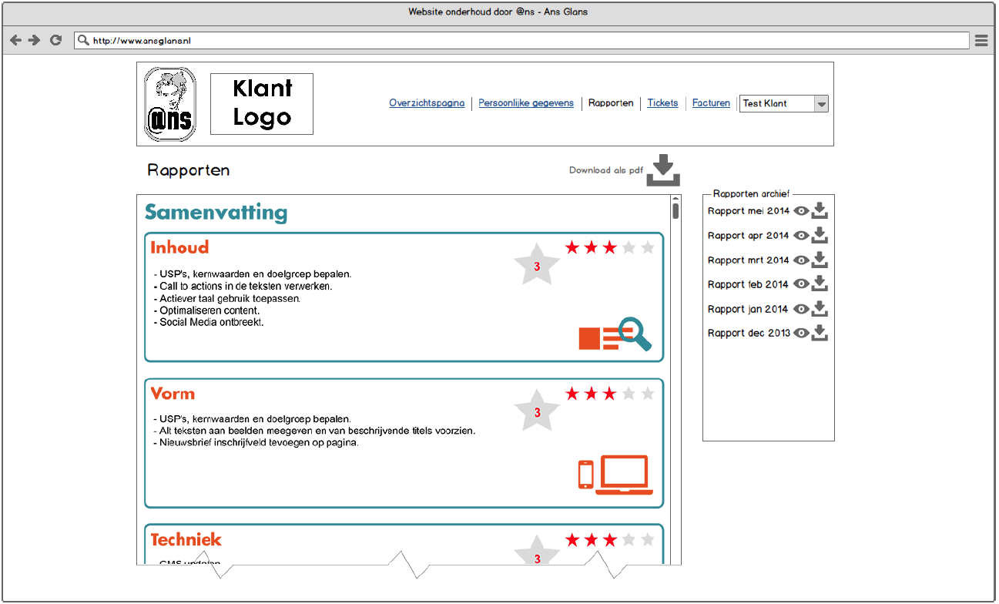 Website onderhoud door @ns - Ans Glans
http://www.ansglans.nl
@ns
Klant
Logo
Overzichtspagina
Persoonlijke gegevens
Rapporten
Tickets
Facturen
Test Klant
Rapporten
Download als pdf
Samenvatting
Inhoud
3
- USP's, kernwaarden en doelgroep bepalen.
- Call to actions in de teksten verwerken.
- Actiever taal gebruik toepassen.
- Optimaliseren content.
- Social Media ontbreekt.
Vorm
3
- USP's, kernwaarden en doelgroep bepalen.
- Alt teksten aan beelden meegeven en van beschrijvende titels voorzien.
- Nieuwsbrief inschrijfveld tevoegen op pagina.
Techniek
3
- CMS updaten
Rapporten archief
Rapport mei 2014
Rapport apr 2014
Rapport mrt 2014
Rapport feb 2014
Rapport jan 2014
Rapport dec 2013